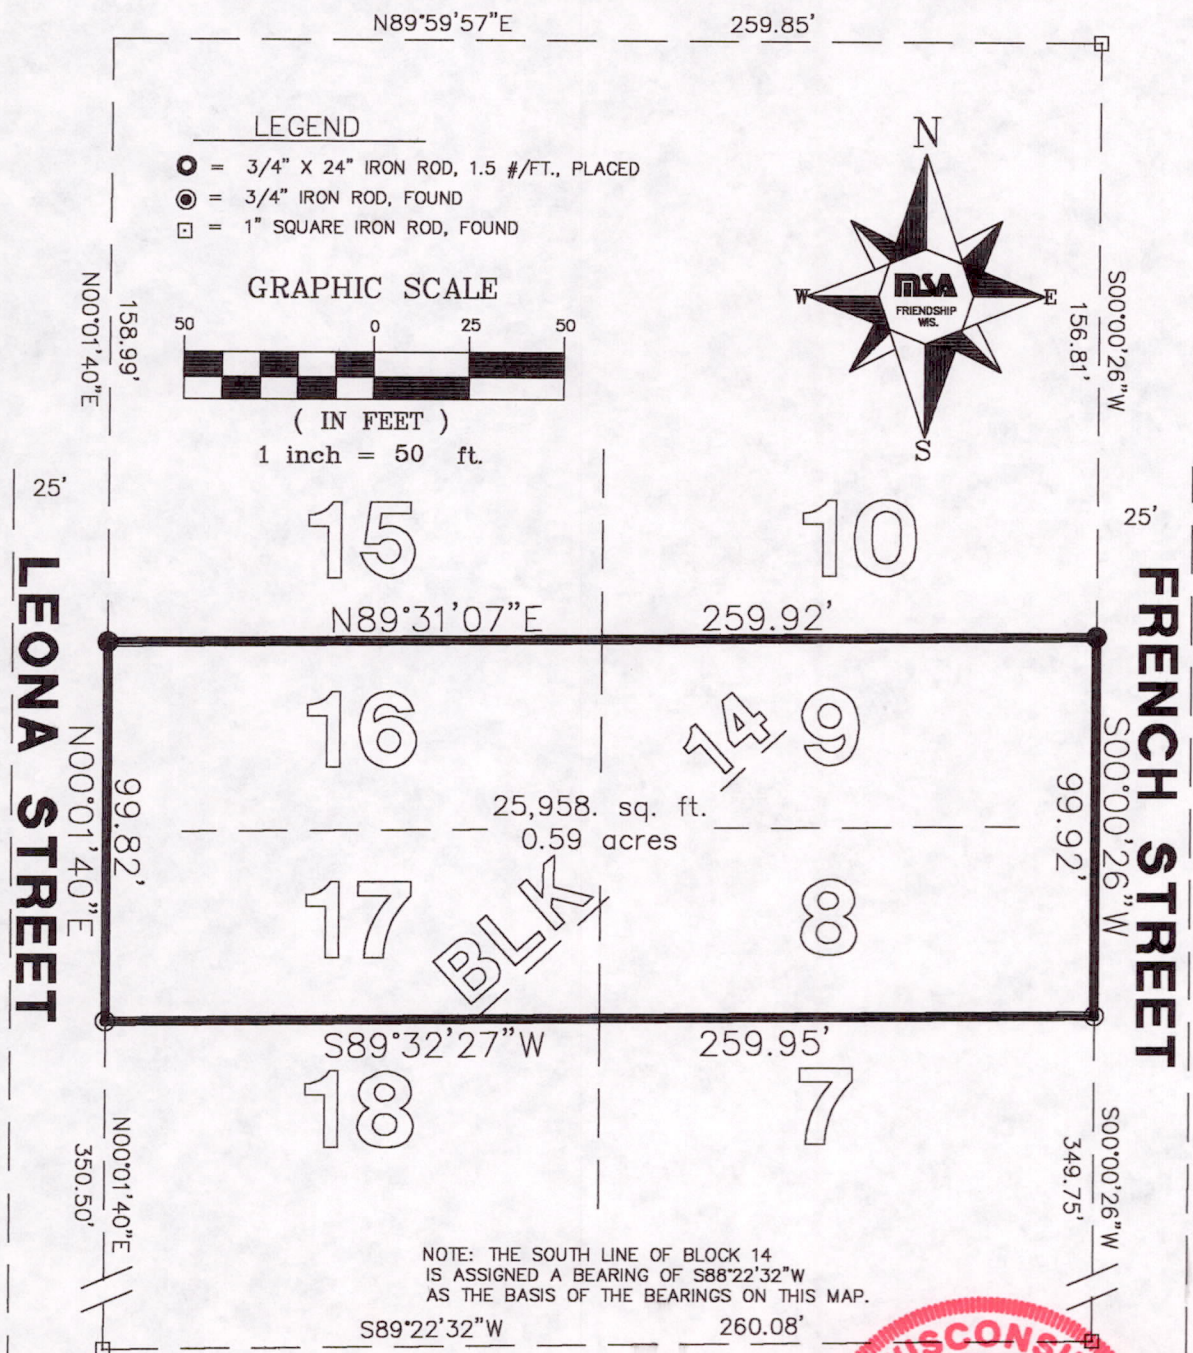 N89°59'57"E 259.85'
LEGEND
= 3/4" X 24" IRON ROD, 1.5 #/FT., PLACED
= 3/4" IRON ROD, FOUND
= 1" SQUARE IRON ROD, FOUND
GRAPHIC SCALE
50 0 25 50
( IN FEET )
1 inch = 50 ft.
N
W
E
S
MSA
FRIENDSHIP
WIS.
158.99'
N00°01'40"E
S00°00'26"W
156.81'
25'
25'
15
10
LEONA STREET
FRENCH STREET
N89°31'07"E 259.92'
16
14
9
N00°01'40"E
99.82'
99.92'
S00°00'26"W
25,958. sq. ft.
0.59 acres
17
BLK
8
S89°32'27"W 259.95'
18
7
N00°01'40"E
350.50'
S00°00'26"W
349.75'
NOTE: THE SOUTH LINE OF BLOCK 14
IS ASSIGNED A BEARING OF S88°22'32"W
AS THE BASIS OF THE BEARINGS ON THIS MAP.
S89°22'32"W 260.08'